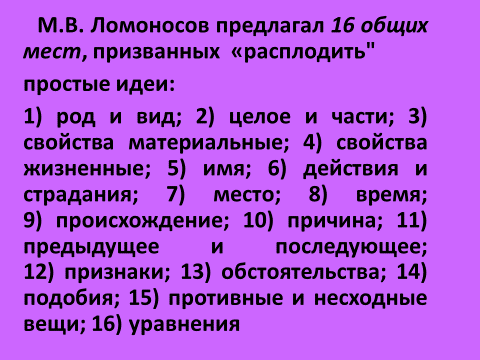 М.В. Ломоносов предлагал 16 общих
мест, призванных «расплодить"
простые идеи:
1) род и вид; 2) целое и части; 3)
свойства материальные; 4) свойства
жизненные; 5) имя; 6) действия и
страдания; 7) место; 8) время;
9) происхождение; 10) причина; 11)
предыдущее и последующее;
12) признаки; 13) обстоятельства; 14)
подобия; 15) противные и несходные
вещи; 16) уравнения